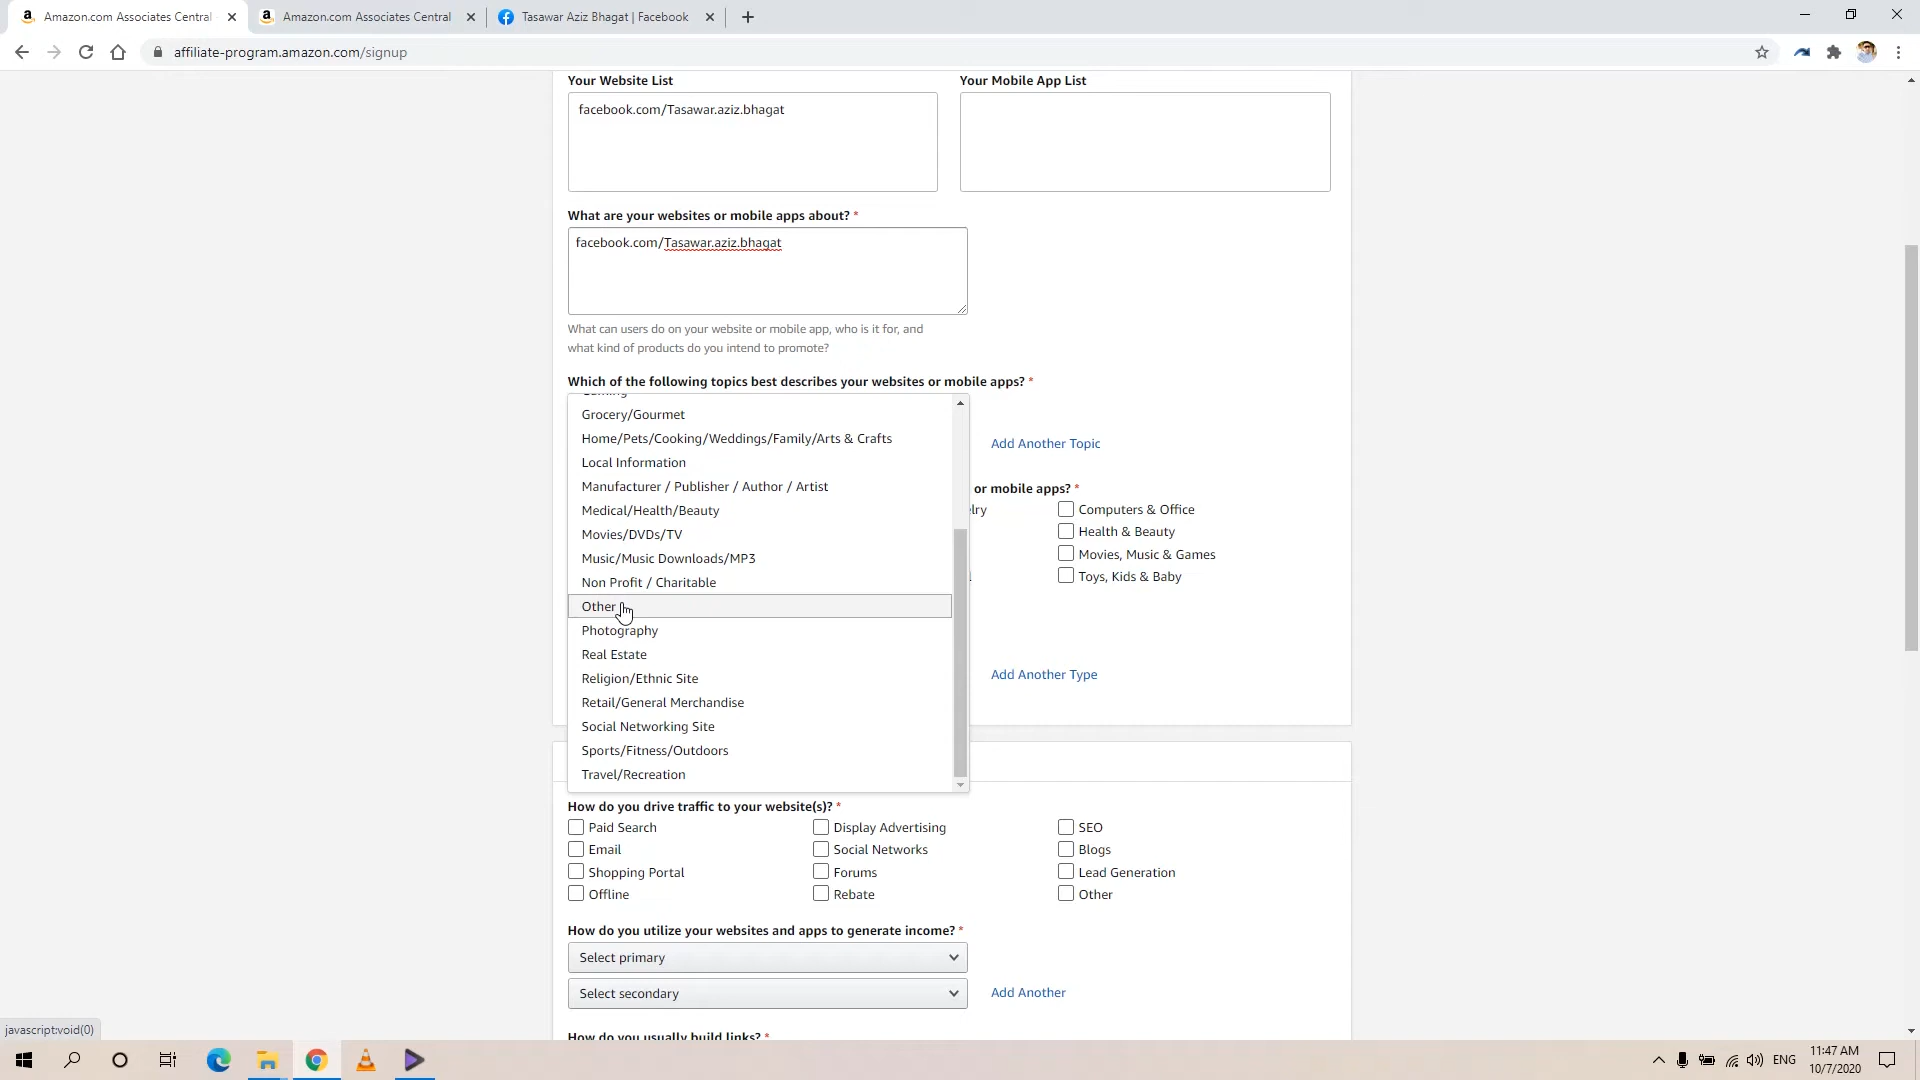 Amazon.com Associates Central
Amazon.com Associates Central
Tasawar Aziz Bhagat | Facebook
affiliate-program.amazon.com/signup
Your Website List
Your Mobile App List
facebook.com/Tasawar.aziz.bhagat
What are your websites or mobile apps about? *
facebook.com/Tasawar.aziz.bhagat
What can users do on your website or mobile app, who is it for, and
what kind of products do you intend to promote?
Which of the following topics best describes your websites or mobile apps? *
Grocery/Gourmet
Home/Pets/Cooking/Weddings/Family/Arts & Crafts
Add Another Topic
Local Information
Manufacturer / Publisher / Author / Artist
or mobile apps? *
Medical/Health/Beauty
lry
Computers & Office
Movies/DVDs/TV
Health & Beauty
Music/Music Downloads/MP3
Movies, Music & Games
Non Profit / Charitable
Toys, Kids & Baby
Other
Photography
Real Estate
Religion/Ethnic Site
Add Another Type
Retail/General Merchandise
Social Networking Site
Sports/Fitness/Outdoors
Travel/Recreation
How do you drive traffic to your website(s)? *
Paid Search
Display Advertising
SEO
Email
Social Networks
Blogs
Shopping Portal
Forums
Lead Generation
Offline
Rebate
Other
How do you utilize your websites and apps to generate income? *
Select primary
Select secondary
Add Another
How do you usually build links? *
javascript:void(0)
ENG
11:47 AM
10/7/2020